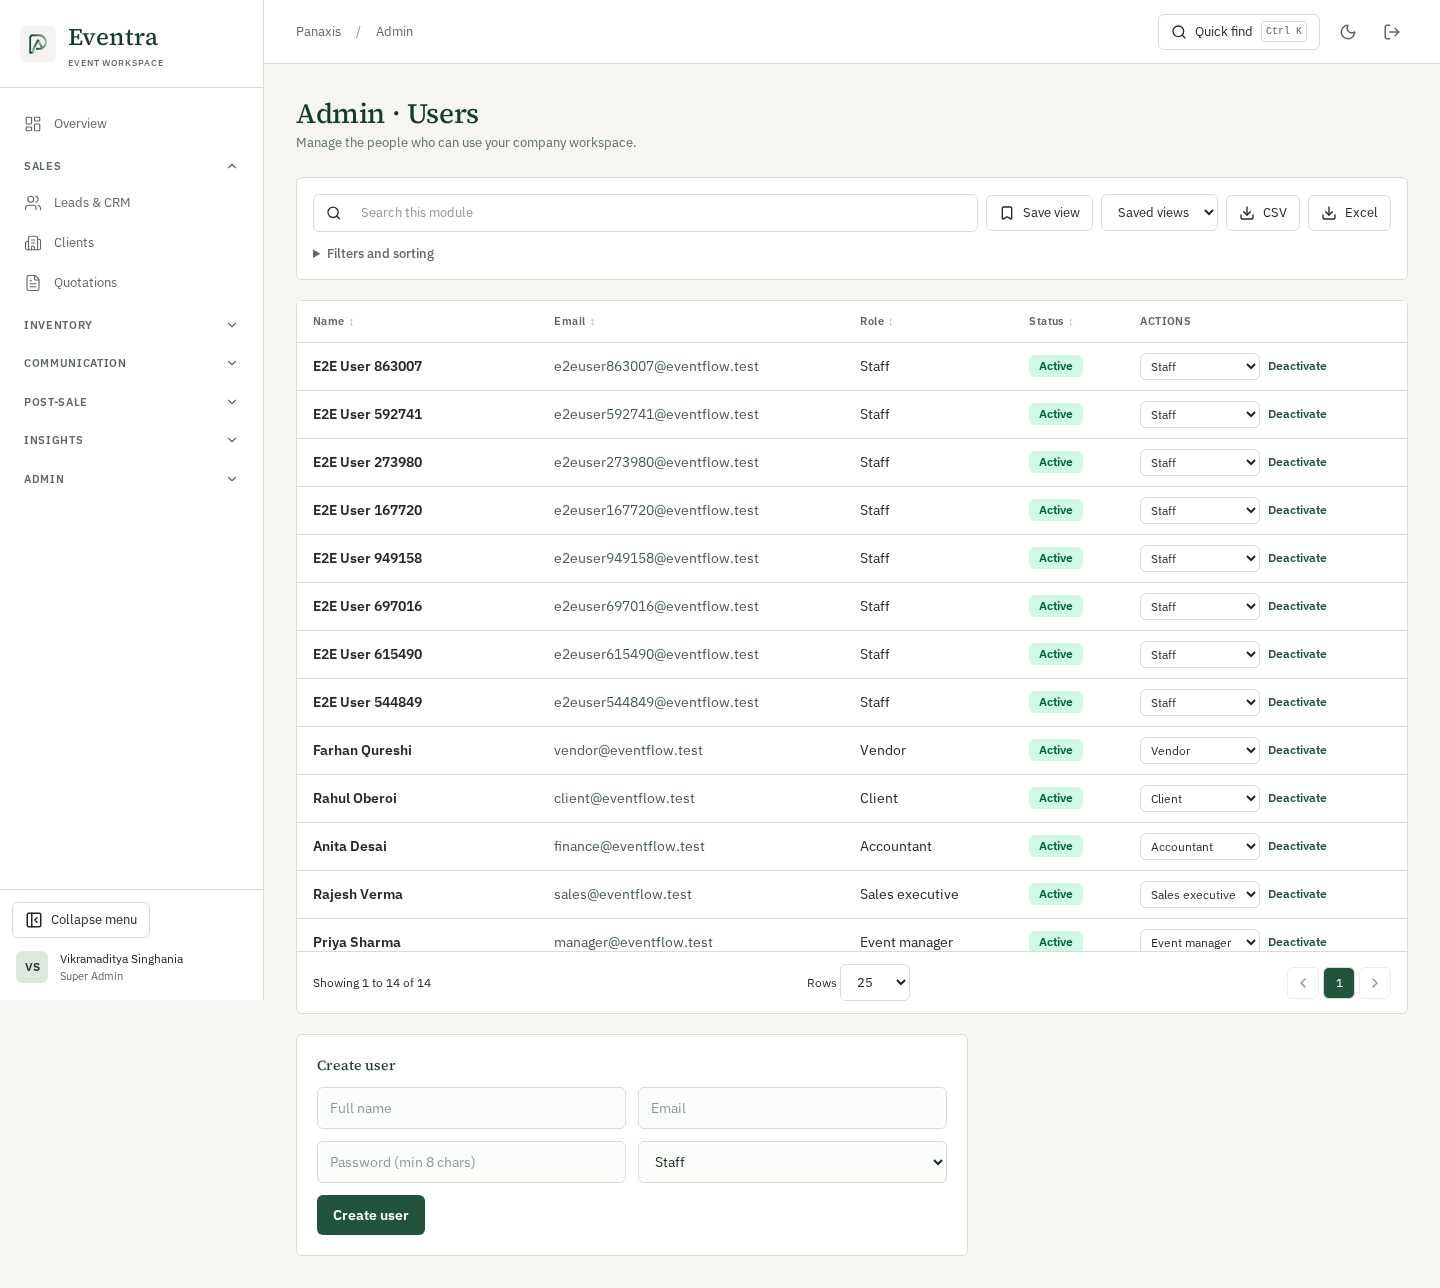 Eventra
EVENT WORKSPACE
Overview
SALES
Leads & CRM
Clients
Quotations
INVENTORY
COMMUNICATION
POST-SALE
INSIGHTS
ADMIN
Collapse menu
VS
Vikramaditya Singhania
Super Admin
Panaxis / Admin
Quick find Ctrl K
Admin · Users
Manage the people who can use your company workspace.
Search this module
Save view
Saved views
CSV
Excel
Filters and sorting
Name ↕ Email ↕ Role ↕ Status ↕ ACTIONS
E2E User 863007 e2euser863007@eventflow.test Staff Active Staff Deactivate
E2E User 592741 e2euser592741@eventflow.test Staff Active Staff Deactivate
E2E User 273980 e2euser273980@eventflow.test Staff Active Staff Deactivate
E2E User 167720 e2euser167720@eventflow.test Staff Active Staff Deactivate
E2E User 949158 e2euser949158@eventflow.test Staff Active Staff Deactivate
E2E User 697016 e2euser697016@eventflow.test Staff Active Staff Deactivate
E2E User 615490 e2euser615490@eventflow.test Staff Active Staff Deactivate
E2E User 544849 e2euser544849@eventflow.test Staff Active Staff Deactivate
Farhan Qureshi vendor@eventflow.test Vendor Active Vendor Deactivate
Rahul Oberoi client@eventflow.test Client Active Client Deactivate
Anita Desai finance@eventflow.test Accountant Active Accountant Deactivate
Rajesh Verma sales@eventflow.test Sales executive Active Sales executive Deactivate
Priya Sharma manager@eventflow.test Event manager Active Event manager Deactivate
Showing 1 to 14 of 14 Rows 25 1
Create user
Full name Email
Password (min 8 chars) Staff
Create user